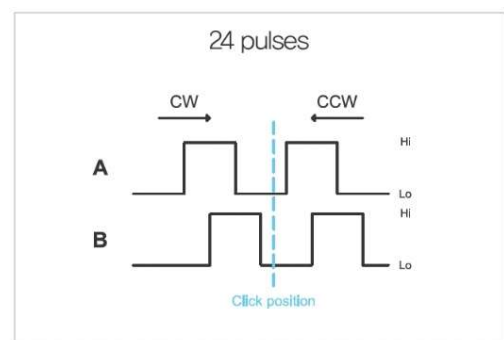 24 pulses
CW CCW
A Hi
Lo
B Hi
Lo
Click position